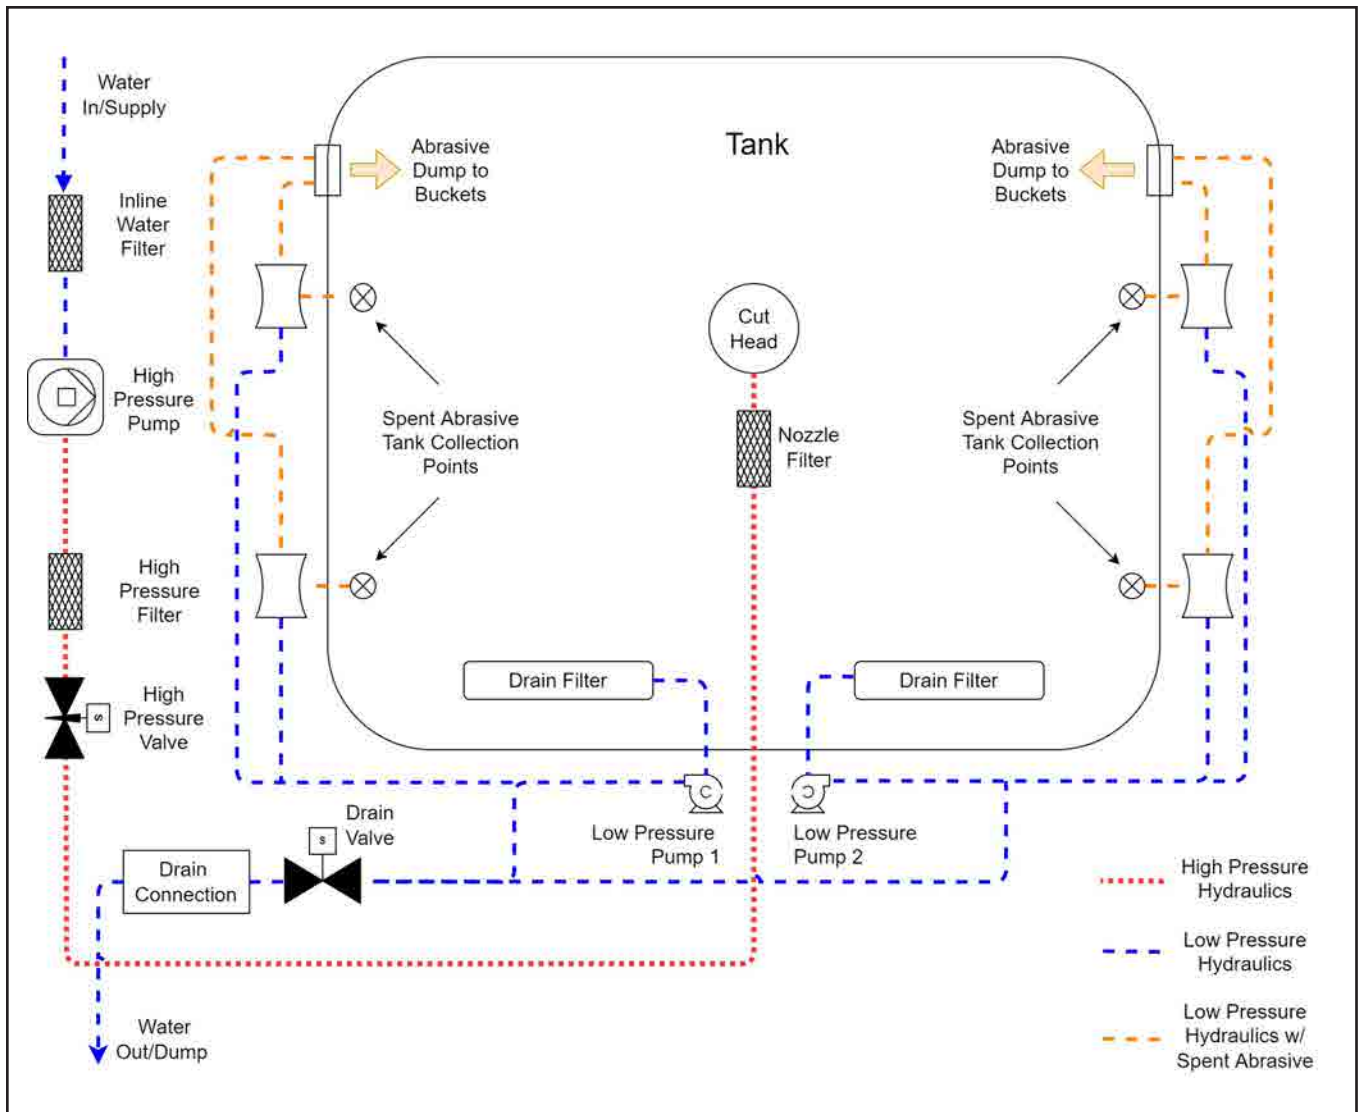 Water
In/Supply
Inline
Water
Filter
High
Pressure
Pump
High
Pressure
Filter
High
Pressure
Valve
s
Abrasive
Dump to
Buckets
Tank
Abrasive
Dump to
Buckets
Cut
Head
Spent Abrasive
Tank Collection
Points
Nozzle
Filter
Spent Abrasive
Tank Collection
Points
Drain Filter
Drain Filter
C
C
Low Pressure
Pump 1
Low Pressure
Pump 2
Drain
Valve
s
Drain
Connection
Water
Out/Dump
High Pressure
Hydraulics
Low Pressure
Hydraulics
Low Pressure
Hydraulics w/
Spent Abrasive